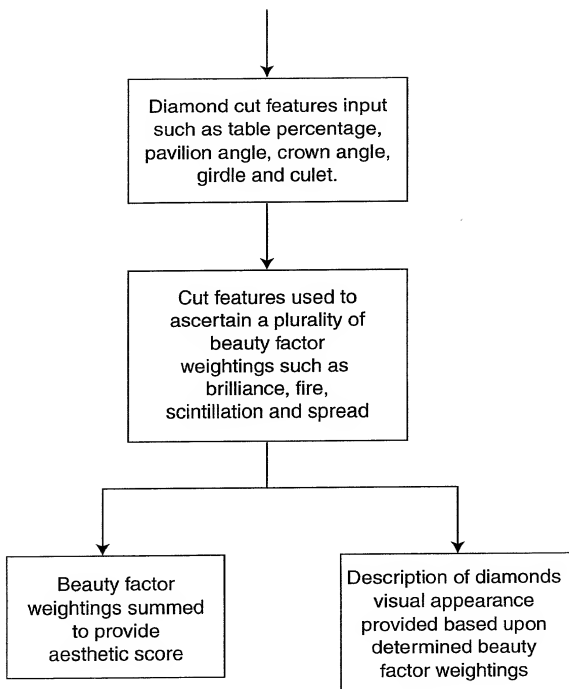 Diamond cut features input
such as table percentage,
pavilion angle, crown angle,
girdle and culet.
Cut features used to
ascertain a plurality of
beauty factor
weightings such as
brilliance, fire,
scintillation and spread
Beauty factor
weightings summed
to provide
aesthetic score
Description of diamonds
visual appearance
provided based upon
determined beauty
factor weightings